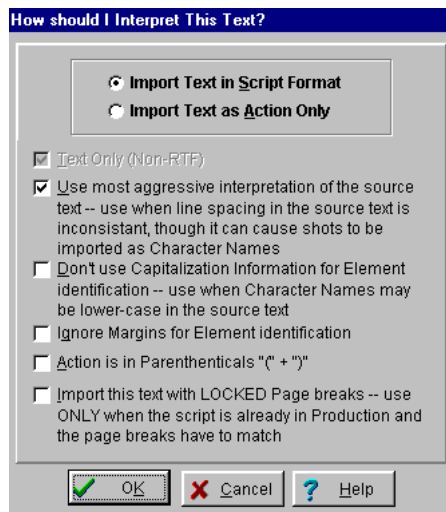 How should I Interpret This Text?
Import Text in Script Format
Import Text as Action Only
Text Only (Non-RTF)
Use most aggressive interpretation of the source
text -- use when line spacing in the source text is
inconsistant, though it can cause shots to be
imported as Character Names
Don't use Capitalization Information for Element
identification -- use when Character Names may
be lower-case in the source text
Ignore Margins for Element identification
Action is in Parentheticals "(" + ")"
Import this text with LOCKED Page breaks -- use
ONLY when the script is already in Production and
the page breaks have to match
OK Cancel Help